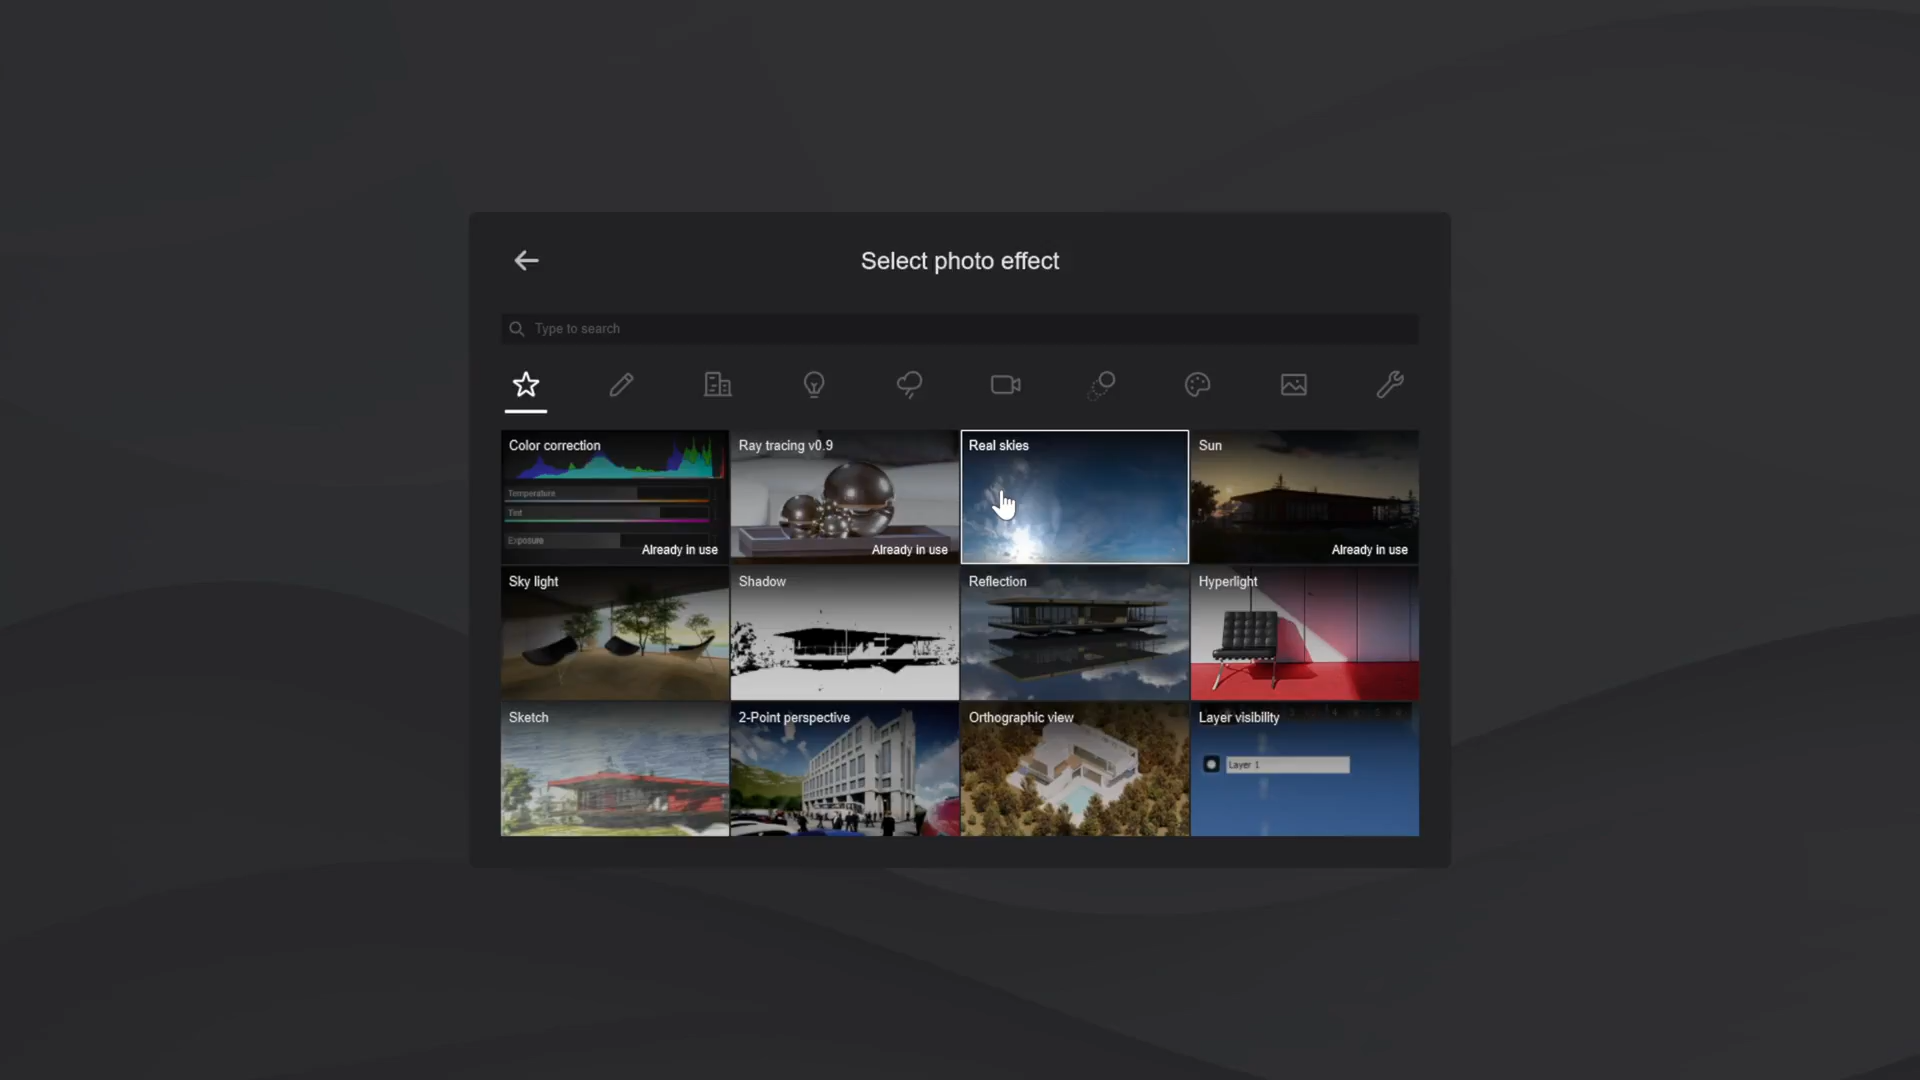 Select photo effect
Type to search
Color correction
Temperature
Tint
Exposure
Already in use
Ray tracing v0.9
Already in use
Real skies
Sun
Already in use
Sky light
Shadow
Reflection
Hyperlight
Sketch
2-Point perspective
Orthographic view
Layer visibility
Layer 1